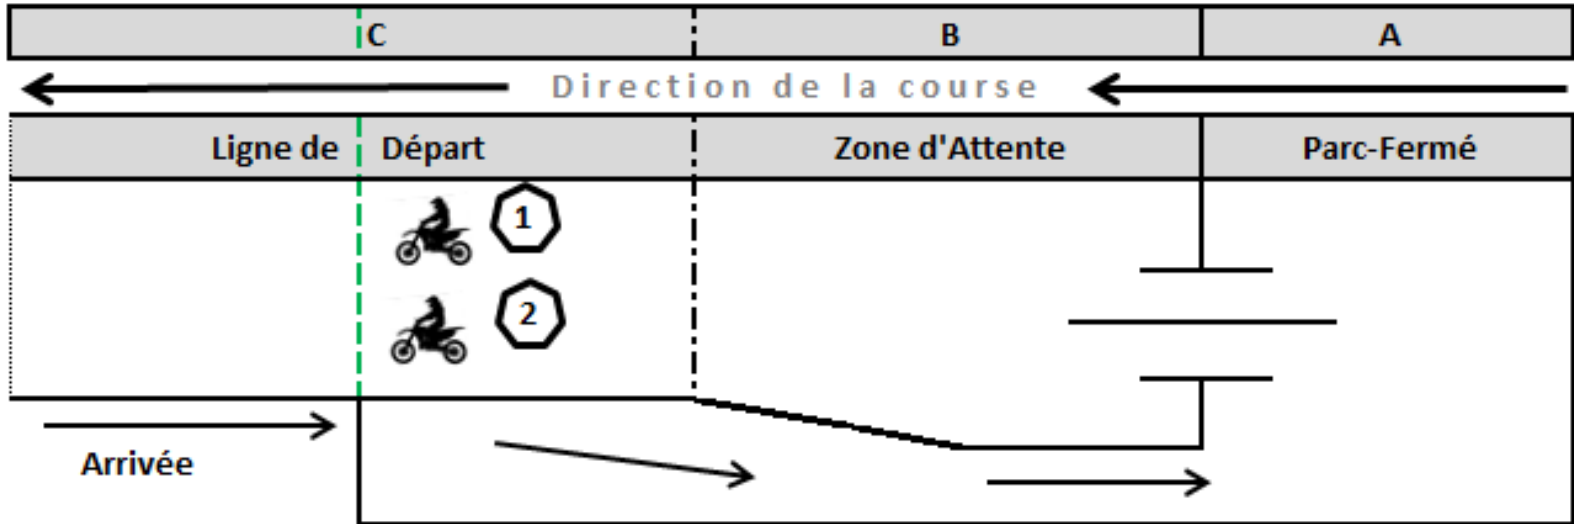 C B A
Direction de la course
Ligne de Départ Zone d'Attente Parc-Fermé
1
2
Arrivée